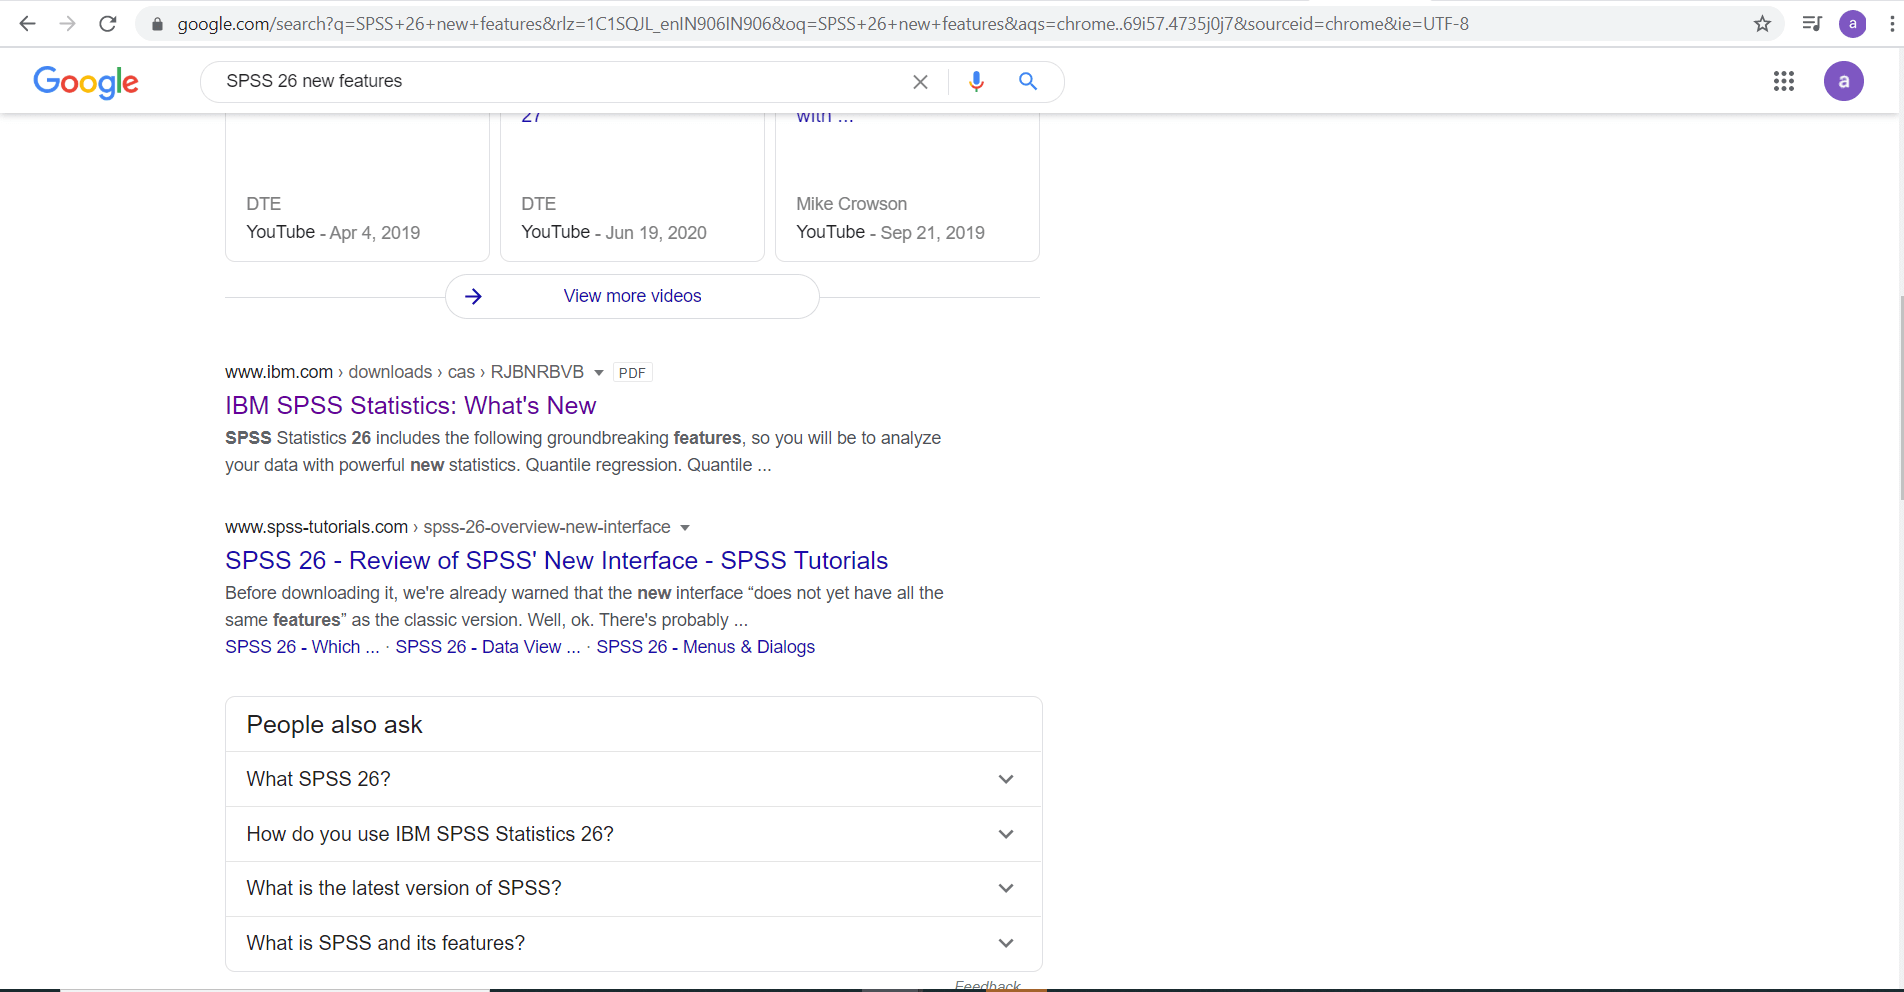 google.com/search?q=SPSS+26+new+features&rlz=1C1SQJL_enIN906IN906&oq=SPSS+26+new+features&aqs=chrome..69i57.4735j0j7&sourceid=chrome&ie=UTF-8
a
Google
SPSS 26 new features
a
27
with ...
DTE
YouTube - Apr 4, 2019
DTE
YouTube - Jun 19, 2020
Mike Crowson
YouTube - Sep 21, 2019
View more videos
www.ibm.com › downloads › cas › RJBNRBVB PDF
IBM SPSS Statistics: What's New
SPSS Statistics 26 includes the following groundbreaking features, so you will be to analyze
your data with powerful new statistics. Quantile regression. Quantile ...
www.spss-tutorials.com › spss-26-overview-new-interface
SPSS 26 - Review of SPSS' New Interface - SPSS Tutorials
Before downloading it, we're already warned that the new interface “does not yet have all the
same features” as the classic version. Well, ok. There's probably ...
SPSS 26 - Which ... · SPSS 26 - Data View ... · SPSS 26 - Menus & Dialogs
People also ask
What SPSS 26?
How do you use IBM SPSS Statistics 26?
What is the latest version of SPSS?
What is SPSS and its features?
Feedback